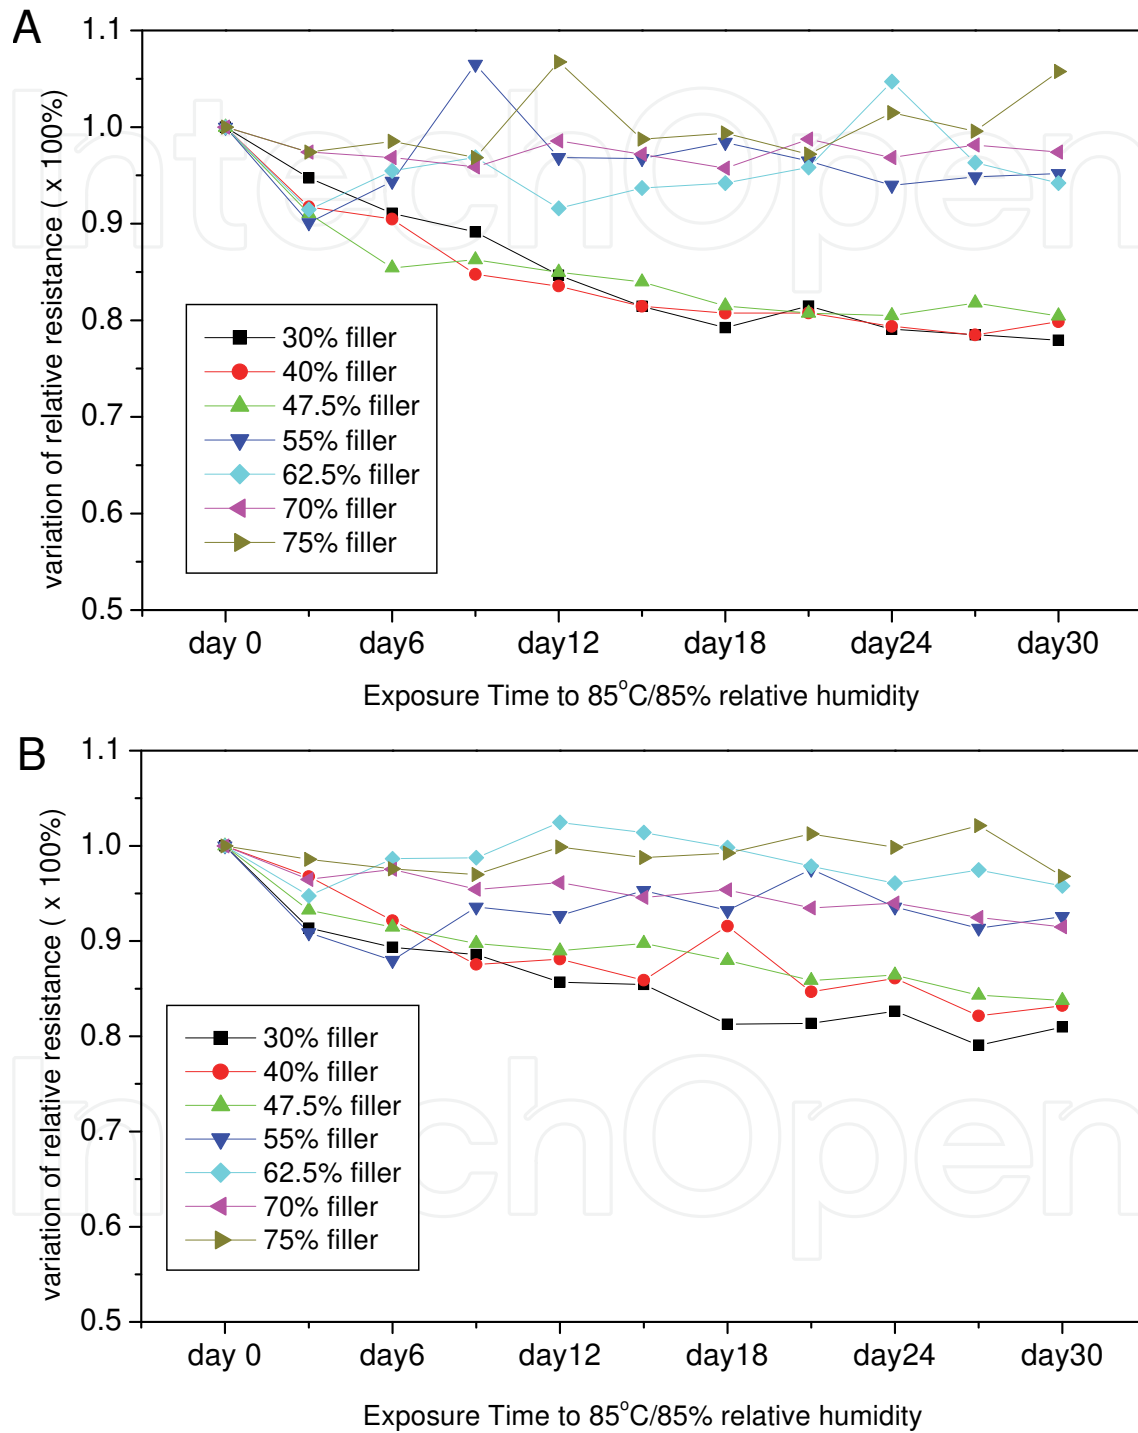 A
1.1
1.0
0.9
0.8
0.7
0.6
0.5
variation of relative resistance ( x 100%)
30% filler
40% filler
47.5% filler
55% filler
62.5% filler
70% filler
75% filler
day 0 day6 day12 day18 day24 day30
Exposure Time to 85°C/85% relative humidity
IntechOpen
B
1.1
1.0
0.9
0.8
0.7
0.6
0.5
variation of relative resistance ( x 100%)
30% filler
40% filler
47.5% filler
55% filler
62.5% filler
70% filler
75% filler
day 0 day6 day12 day18 day24 day30
Exposure Time to 85°C/85% relative humidity
IntechOpen